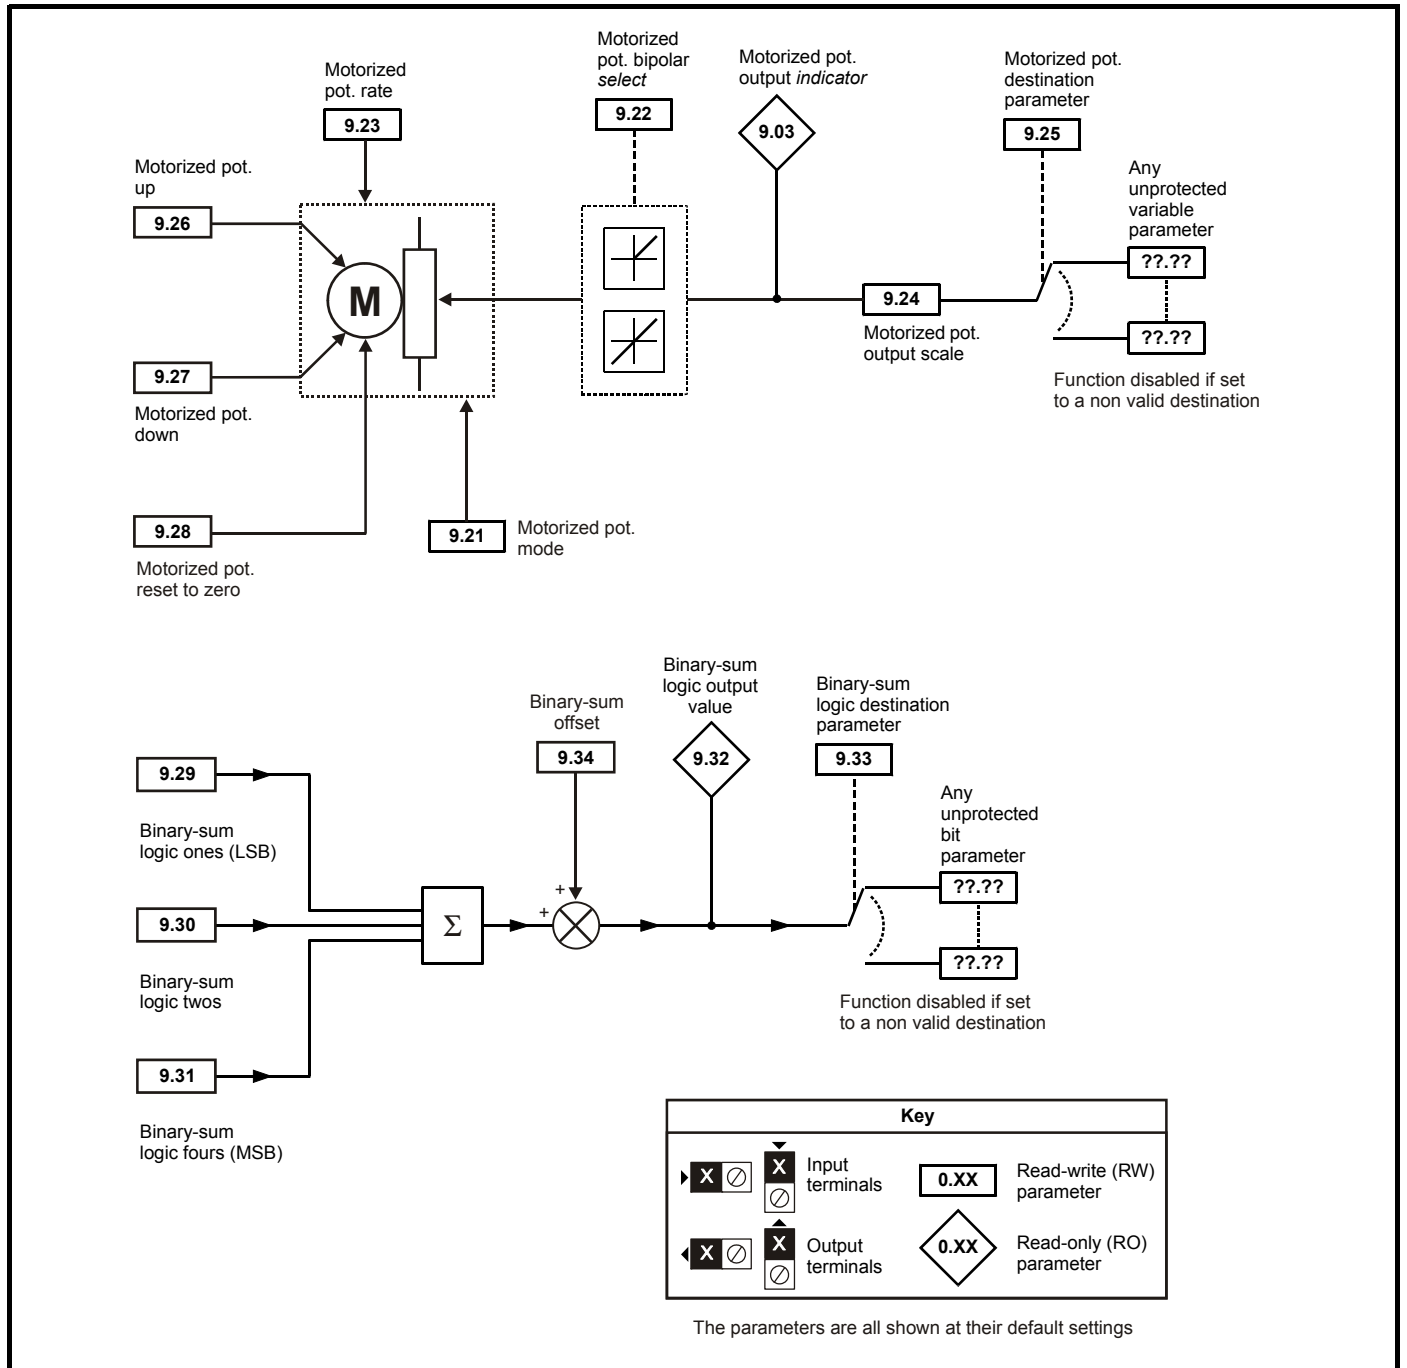 Motorized
pot. rate
9.23
Motorized
pot. bipolar
select
9.22
Motorized pot.
output indicator
9.03
Motorized pot.
destination
parameter
9.25
Motorized pot.
up
9.26
Any
unprotected
variable
parameter
??.??
??.??
M
9.24
Motorized pot.
output scale
9.27
Motorized pot.
down
Function disabled if set
to a non valid destination
9.28
Motorized pot.
reset to zero
9.21
Motorized pot.
mode
Binary-sum
offset
9.34
Binary-sum
logic output
value
9.32
Binary-sum
logic destination
parameter
9.33
9.29
Binary-sum
logic ones (LSB)
Any
unprotected
bit
parameter
??.??
??.??
9.30
Binary-sum
logic twos
Σ
+
+
Function disabled if set
to a non valid destination
9.31
Binary-sum
logic fours (MSB)
Key
X
X
Input
terminals
0.XX
Read-write (RW)
parameter
X
X
Output
terminals
0.XX
Read-only (RO)
parameter
The parameters are all shown at their default settings